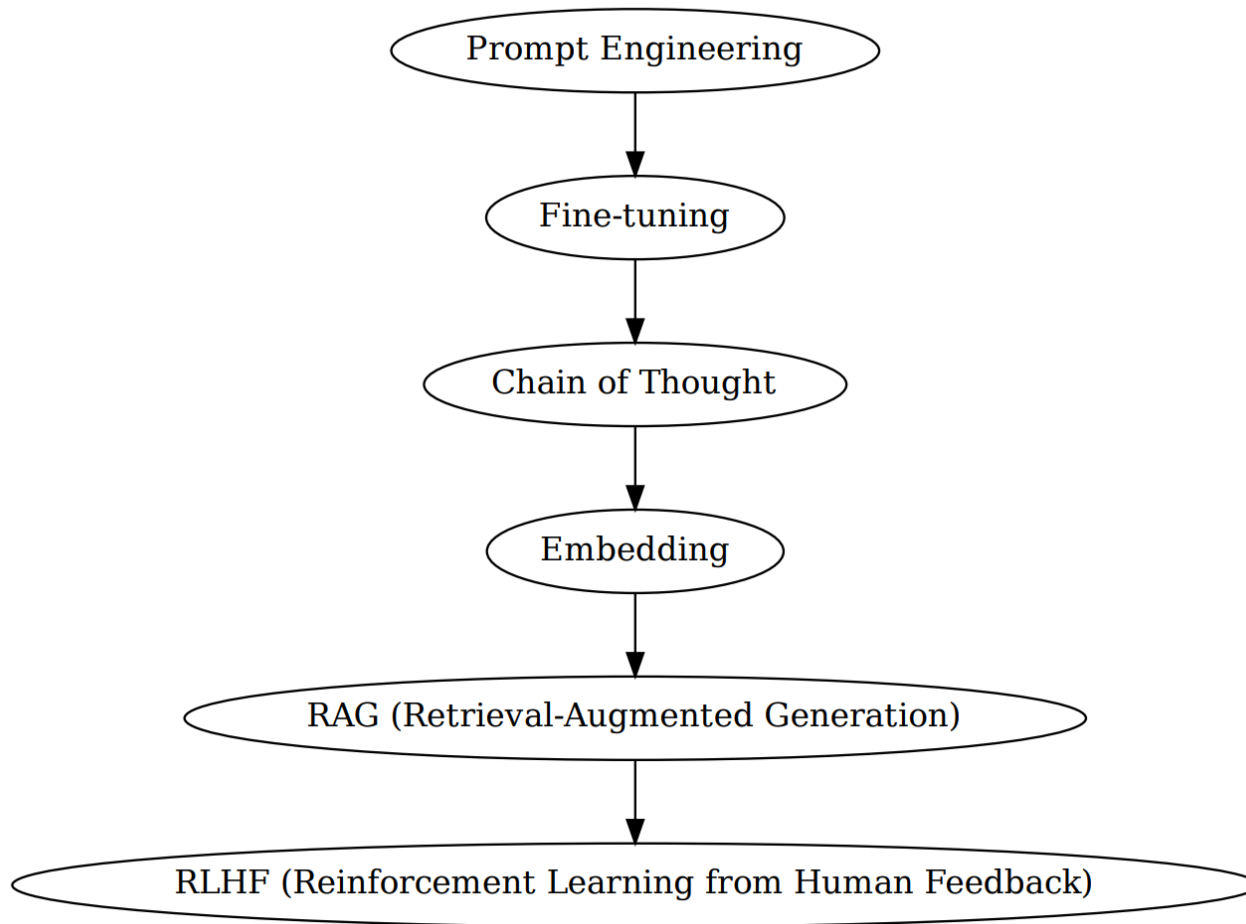 Prompt Engineering
Fine-tuning
Chain of Thought
Embedding
RAG (Retrieval-Augmented Generation)
RLHF (Reinforcement Learning from Human Feedback)